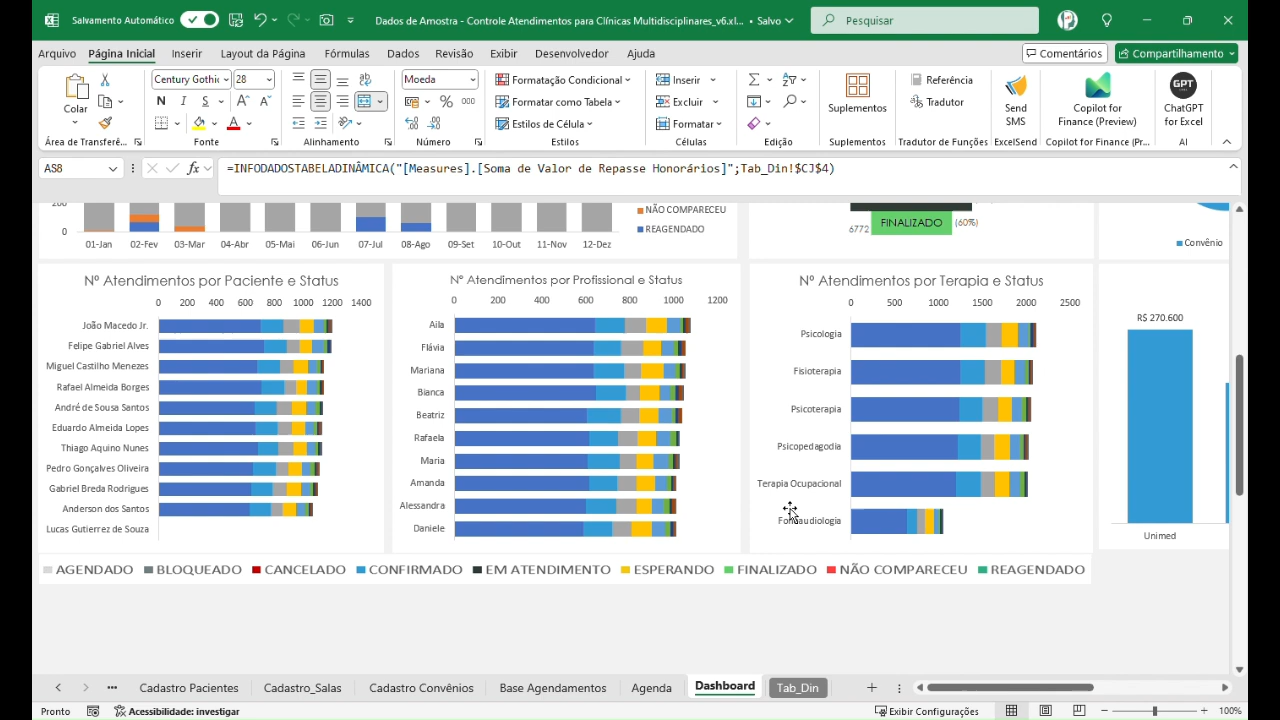 Salvamento Automático
Dados de Amostra - Controle Atendimentos para Clínicas Multidisciplinares_v6.xl... • Salvo
Pesquisar
Arquivo Página Inicial Inserir Layout da Página Fórmulas Dados Revisão Exibir Desenvolvedor Ajuda
Comentários
Compartilhamento
Colar
Century Gothic
28
N I S
A A
A
Moeda
% 000
Formatação Condicional
Formatar como Tabela
Estilos de Célula
Inserir
Excluir
Formatar
Suplementos
Referência
Tradutor
Send SMS
Copilot for Finance (Preview)
GPT
ChatGPT for Excel
Área de Transferê... Fonte Alinhamento Número Estilos Células Edição Suplementos Tradutor de Funções ExcelSend Copilot for Finance (Pr... AI
AS8
fx
=INFODADOSTABELADINÂMICA("[Measures].[Soma de Valor de Repasse Honorários]";Tab_Din!$CJ$4)
200
0
01-Jan 02-Fev 03-Mar 04-Abr 05-Mai 06-Jun 07-Jul 08-Ago 09-Set 10-Out 11-Nov 12-Dez
NÃO COMPARECEU
REAGENDADO
6772
FINALIZADO
(60%)
Convênio
Nº Atendimentos por Paciente e Status
0 200 400 600 800 1000 1200 1400
João Macedo Jr.
Felipe Gabriel Alves
Miguel Castilho Menezes
Rafael Almeida Borges
André de Sousa Santos
Eduardo Almeida Lopes
Thiago Aquino Nunes
Pedro Gonçalves Oliveira
Gabriel Breda Rodrigues
Anderson dos Santos
Lucas Gutierrez de Souza
Nº Atendimentos por Profissional e Status
0 200 400 600 800 1000 1200
Aila
Flávia
Mariana
Bianca
Beatriz
Rafaela
Maria
Amanda
Alessandra
Daniele
Nº Atendimentos por Terapia e Status
0 500 1000 1500 2000 2500
Psicologia
Fisioterapia
Psicoterapia
Psicopedagodia
Terapia Ocupacional
Fonoaudiologia
R$ 270.600
Unimed
AGENDADO BLOQUEADO CANCELADO CONFIRMADO EM ATENDIMENTO ESPERANDO FINALIZADO NÃO COMPARECEU REAGENDADO
Cadastro Pacientes Cadastro_Salas Cadastro Convênios Base Agendamentos Agenda Dashboard Tab_Din
Pronto
Acessibilidade: investigar
Exibir Configurações
100%